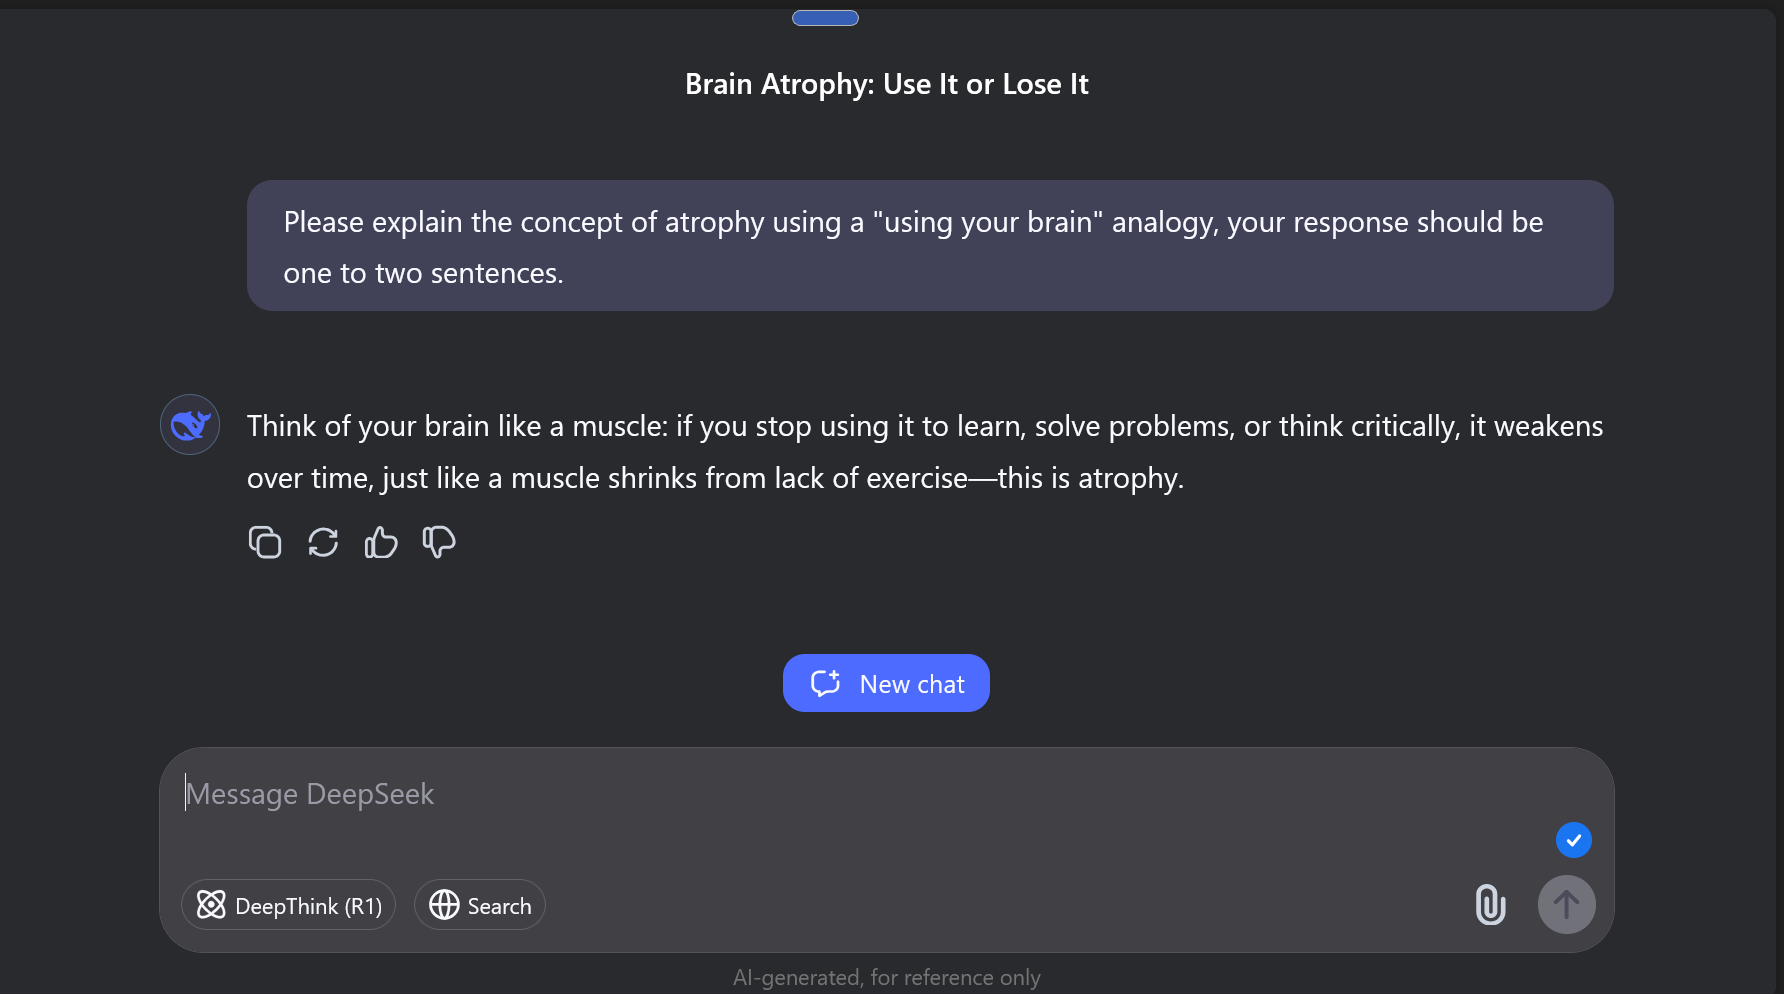 Brain Atrophy: Use It or Lose It
Please explain the concept of atrophy using a "using your brain" analogy, your response should be
one to two sentences.
Think of your brain like a muscle: if you stop using it to learn, solve problems, or think critically, it weakens
over time, just like a muscle shrinks from lack of exercise—this is atrophy.
New chat
Message DeepSeek
DeepThink (R1)
Search
AI-generated, for reference only